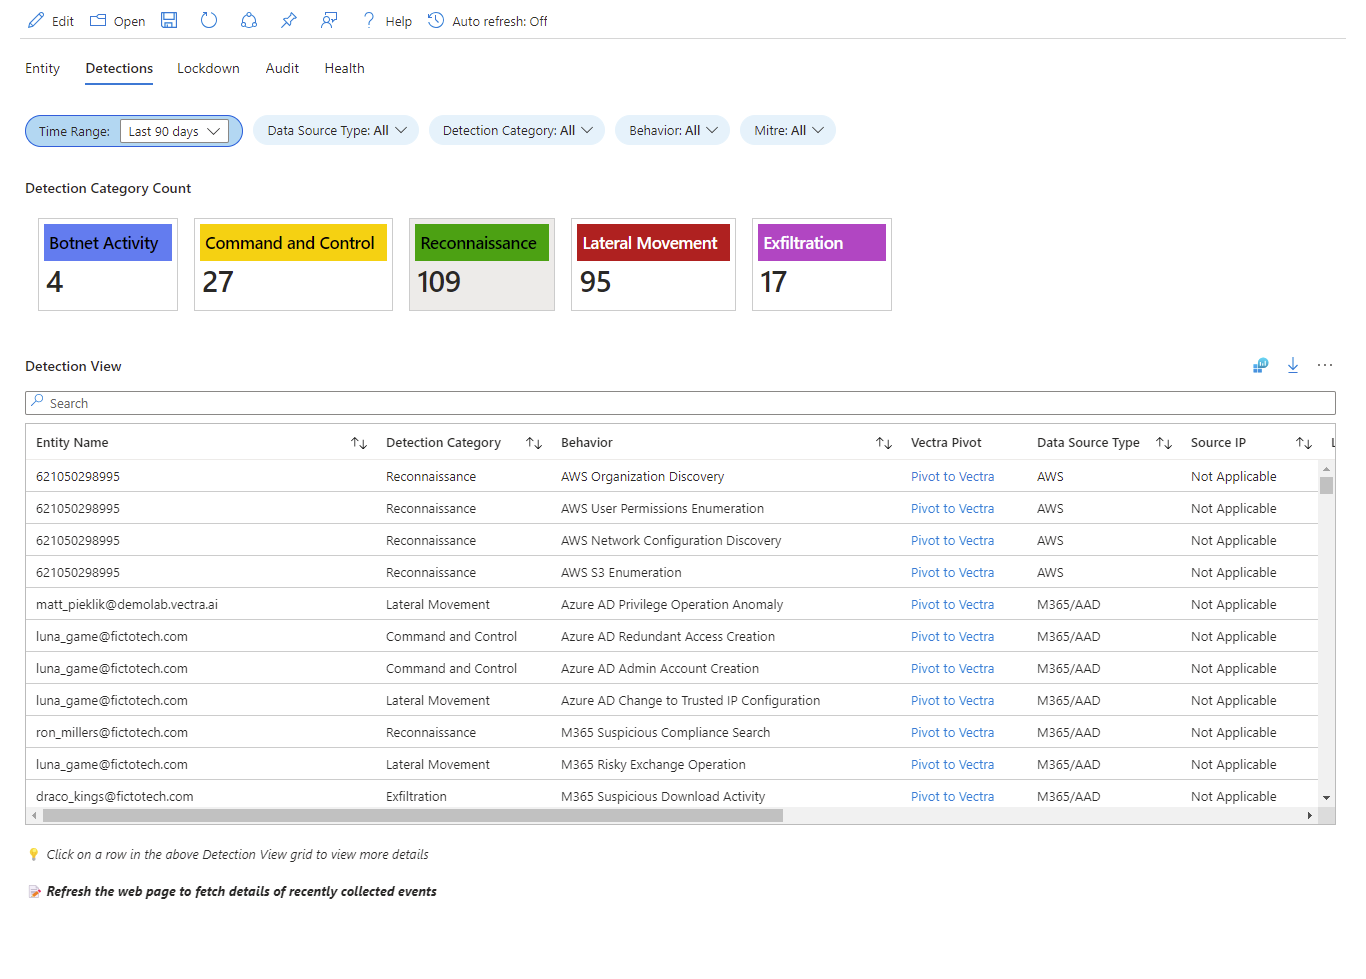 Edit Open Help Auto refresh: Off
Entity Detections Lockdown Audit Health
Time Range: Last 90 days Data Source Type: All Detection Category: All Behavior: All Mitre: All
Detection Category Count
Botnet Activity Command and Control Reconnaissance Lateral Movement Exfiltration
4 27 109 95 17
Detection View
Search
Entity Name Detection Category Behavior Vectra Pivot Data Source Type Source IP
621050298995 Reconnaissance AWS Organization Discovery Pivot to Vectra AWS Not Applicable
621050298995 Reconnaissance AWS User Permissions Enumeration Pivot to Vectra AWS Not Applicable
621050298995 Reconnaissance AWS Network Configuration Discovery Pivot to Vectra AWS Not Applicable
621050298995 Reconnaissance AWS S3 Enumeration Pivot to Vectra AWS Not Applicable
matt_pieklik@demolab.vectra.ai Lateral Movement Azure AD Privilege Operation Anomaly Pivot to Vectra M365/AAD Not Applicable
luna_game@fictotech.com Command and Control Azure AD Redundant Access Creation Pivot to Vectra M365/AAD Not Applicable
luna_game@fictotech.com Command and Control Azure AD Admin Account Creation Pivot to Vectra M365/AAD Not Applicable
luna_game@fictotech.com Lateral Movement Azure AD Change to Trusted IP Configuration Pivot to Vectra M365/AAD Not Applicable
ron_millers@fictotech.com Reconnaissance M365 Suspicious Compliance Search Pivot to Vectra M365/AAD Not Applicable
luna_game@fictotech.com Lateral Movement M365 Risky Exchange Operation Pivot to Vectra M365/AAD Not Applicable
draco_kings@fictotech.com Exfiltration M365 Suspicious Download Activity Pivot to Vectra M365/AAD Not Applicable
Click on a row in the above Detection View grid to view more details
Refresh the web page to fetch details of recently collected events